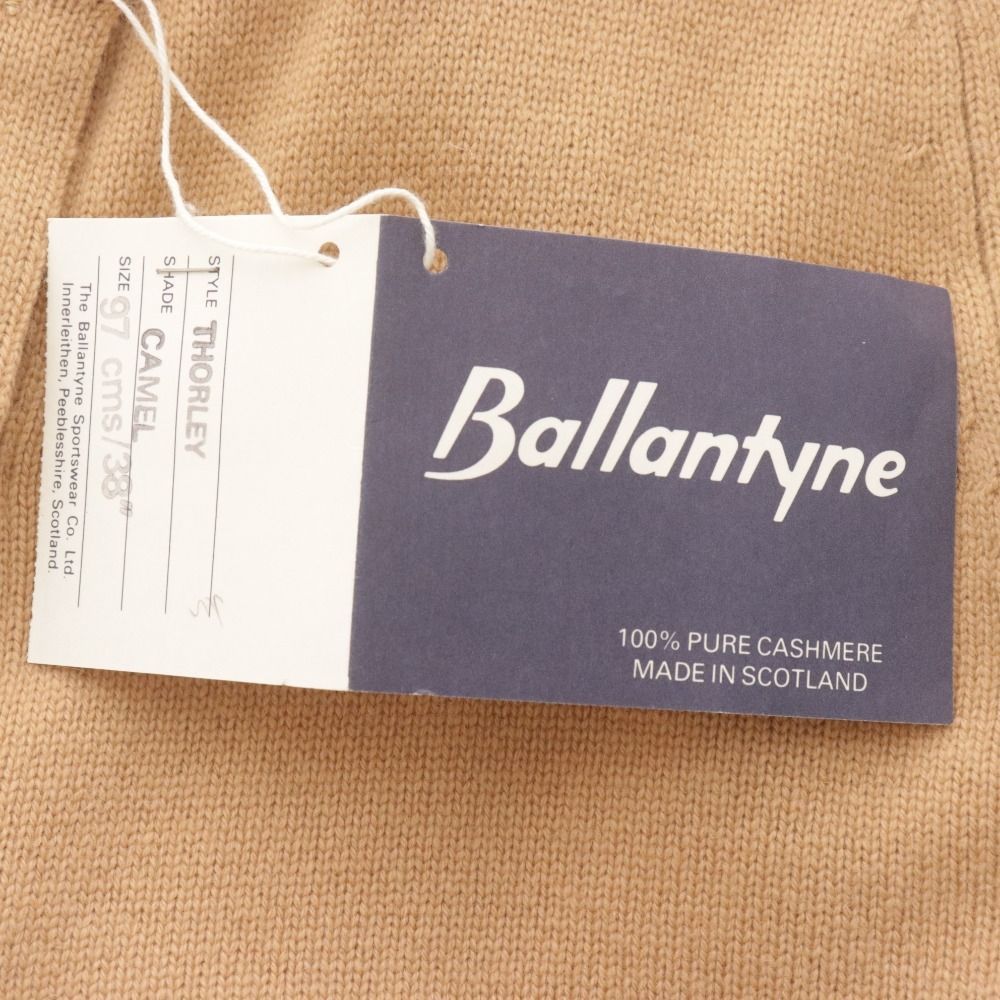 STYLE THORLEY
SHADE CAMEL
SIZE 97 cms/38"
The Ballantyne Sportswear Co. Ltd.
Innerleithen, Peeblesshire, Scotland.
Ballantyne
100% PURE CASHMERE
MADE IN SCOTLAND